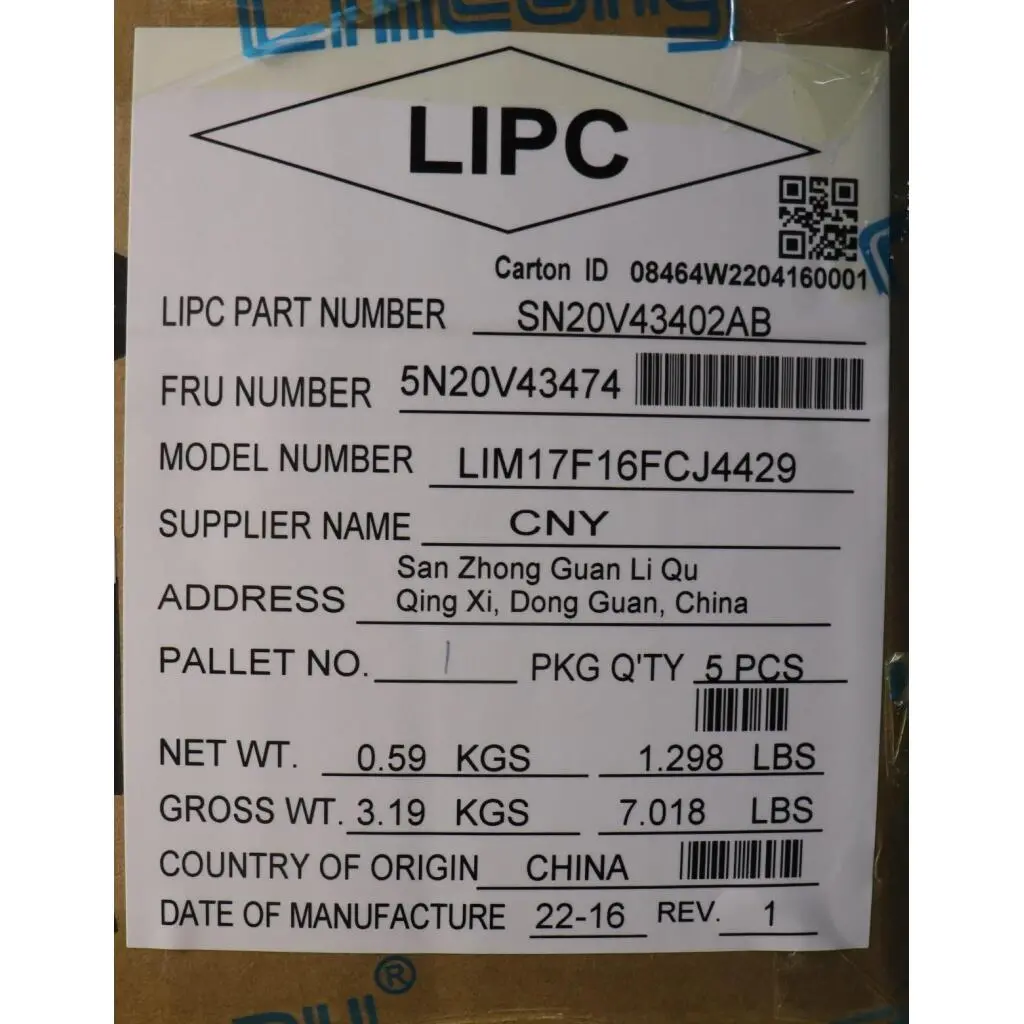 LIPC
Carton ID 08464W2204160001
LIPC PART NUMBER SN20V43402AB
FRU NUMBER 5N20V43474
MODEL NUMBER LIM17F16FCJ4429
SUPPLIER NAME CNY
San Zhong Guan Li Qu
ADDRESS Qing Xi, Dong Guan, China
PALLET NO. 1 PKG Q'TY 5 PCS
NET WT. 0.59 KGS 1.298 LBS
GROSS WT. 3.19 KGS 7.018 LBS
COUNTRY OF ORIGIN CHINA
DATE OF MANUFACTURE 22-16 REV. 1
®